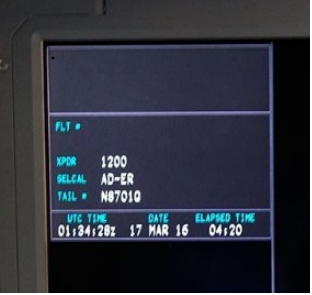 FLT #
XPDR 1200
SELCAL AD-ER
TAIL # N8701Q
UTC TIME DATE ELAPSED TIME
01:34:28z 17 MAR 16 04:20